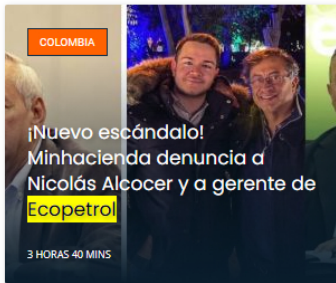 COLOMBIA
¡Nuevo escándalo!
Minhacienda denuncia a
Nicolás Alcocer y a gerente de
Ecopetrol
3 HORAS 40 MINS